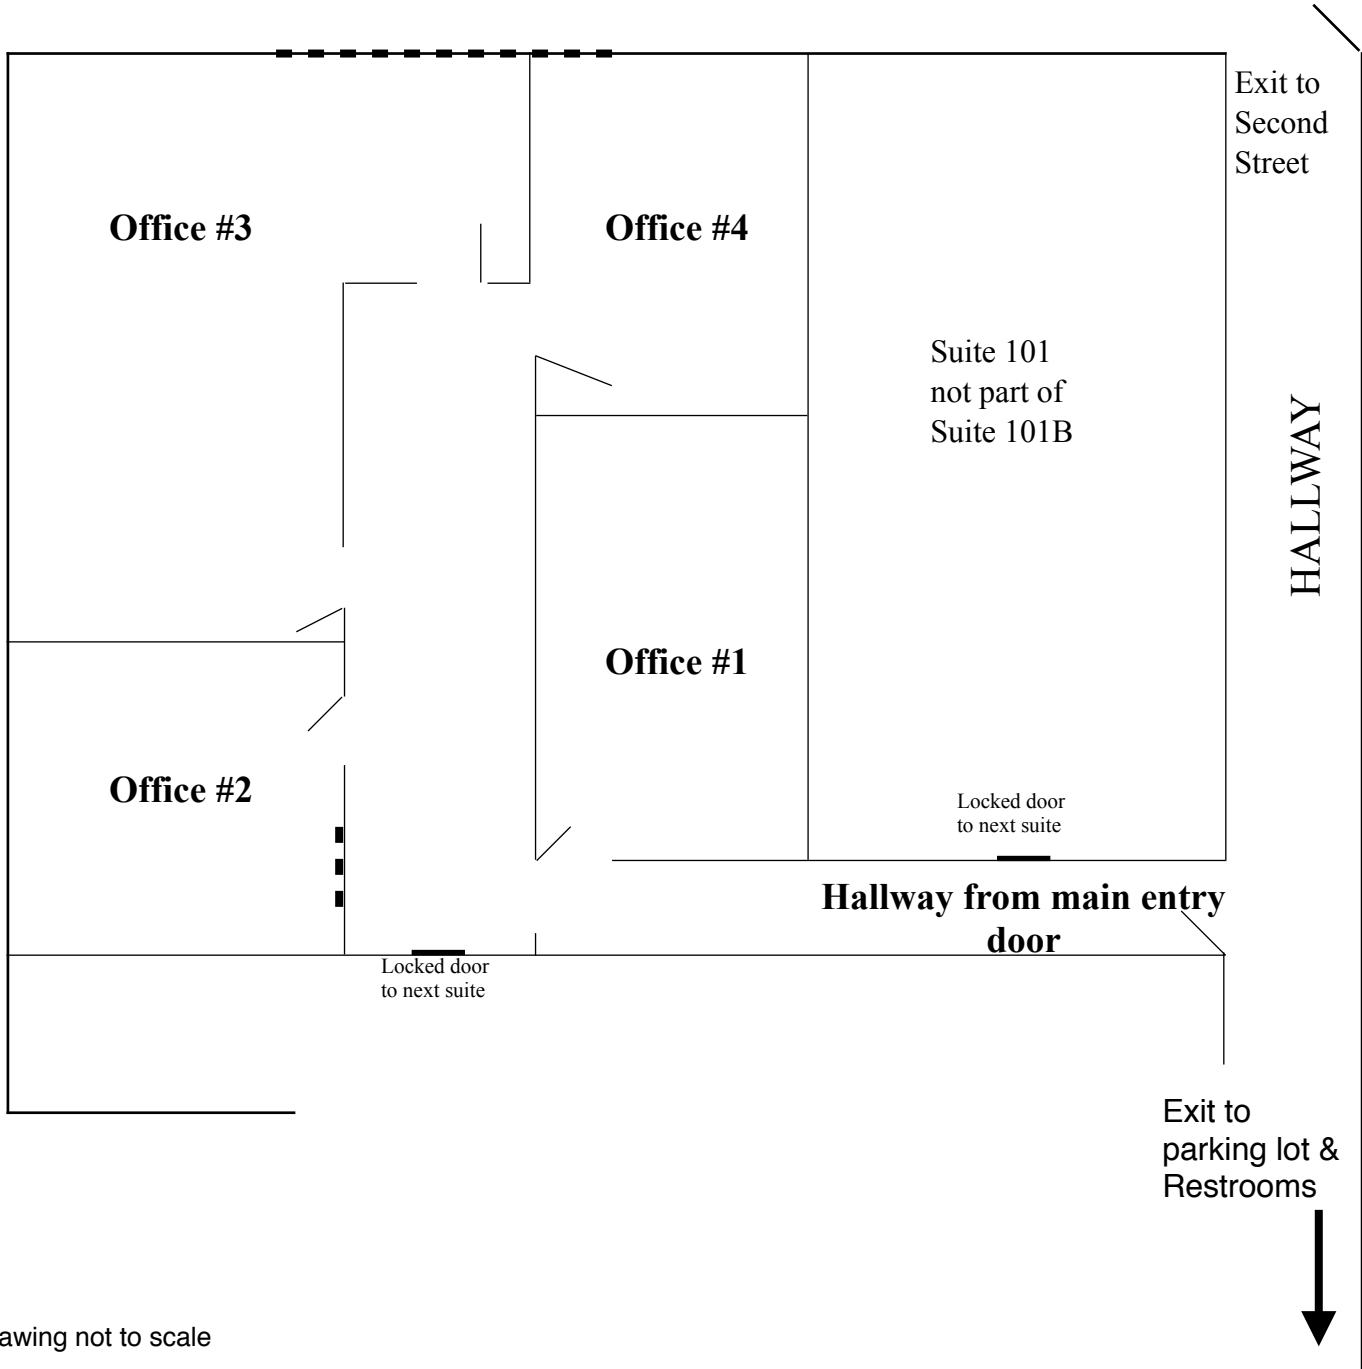 Exit to
Second
Street
Office #3
Office #4
Suite 101
not part of
Suite 101B
HALLWAY
Office #1
Office #2
Locked door
to next suite
Hallway from main entry
door
Locked door
to next suite
Exit to
parking lot &
Restrooms
awing not to scale